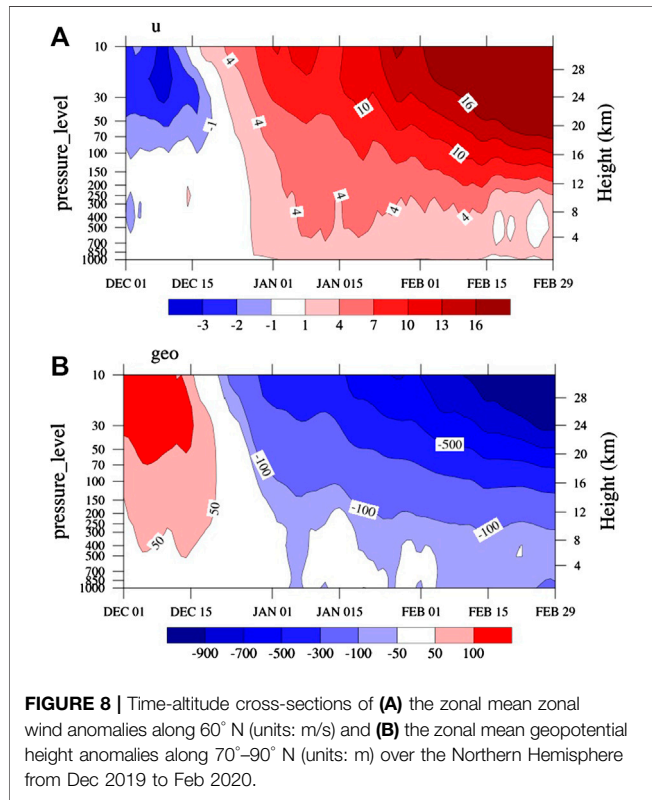 A
u
10
30
50
70
100
150
200
250
300
400
500
700
850
1000
pressure_level
28
24
20
16
12
8
4
Height (km)
4
-1
4
10
16
10
4
4
4
4
DEC 01
DEC 15
JAN 01
JAN 015
FEB 01
FEB 15
FEB 29
-3 -2 -1 1 4 7 10 13 16
B
geo
10
30
50
70
100
150
200
250
300
400
500
700
850
1000
pressure_level
28
24
20
16
12
8
4
Height (km)
-500
-100
50
-100
-100
50
DEC 01
DEC 15
JAN 01
JAN 015
FEB 01
FEB 15
FEB 29
-900 -700 -500 -300 -100 -50 50 100
FIGURE 8 | Time-altitude cross-sections of (A) the zonal mean zonal
wind anomalies along 60° N (units: m/s) and (B) the zonal mean geopotential
height anomalies along 70°–90° N (units: m) over the Northern Hemisphere
from Dec 2019 to Feb 2020.